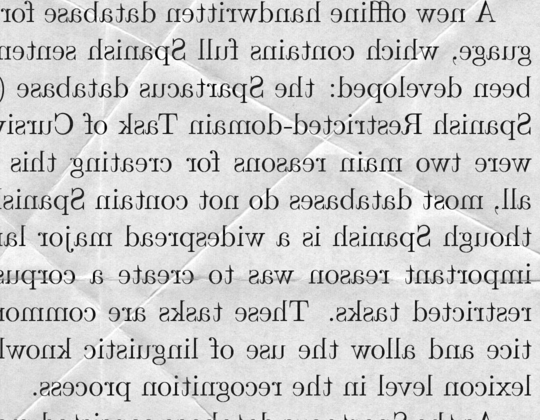 A new offline handwritten database for
guage, which contains full Spanish senten
been developed: the Spartacus database (
Spanish Restricted-domain Task of Cursiv
were two main reasons for creating this
all, most databases do not contain Spanish
though Spanish is a widespread major lan
important reason was to create a corpus
restricted tasks. These tasks are common
tice and allow the use of linguistic knowl
lexicon level in the recognition process.